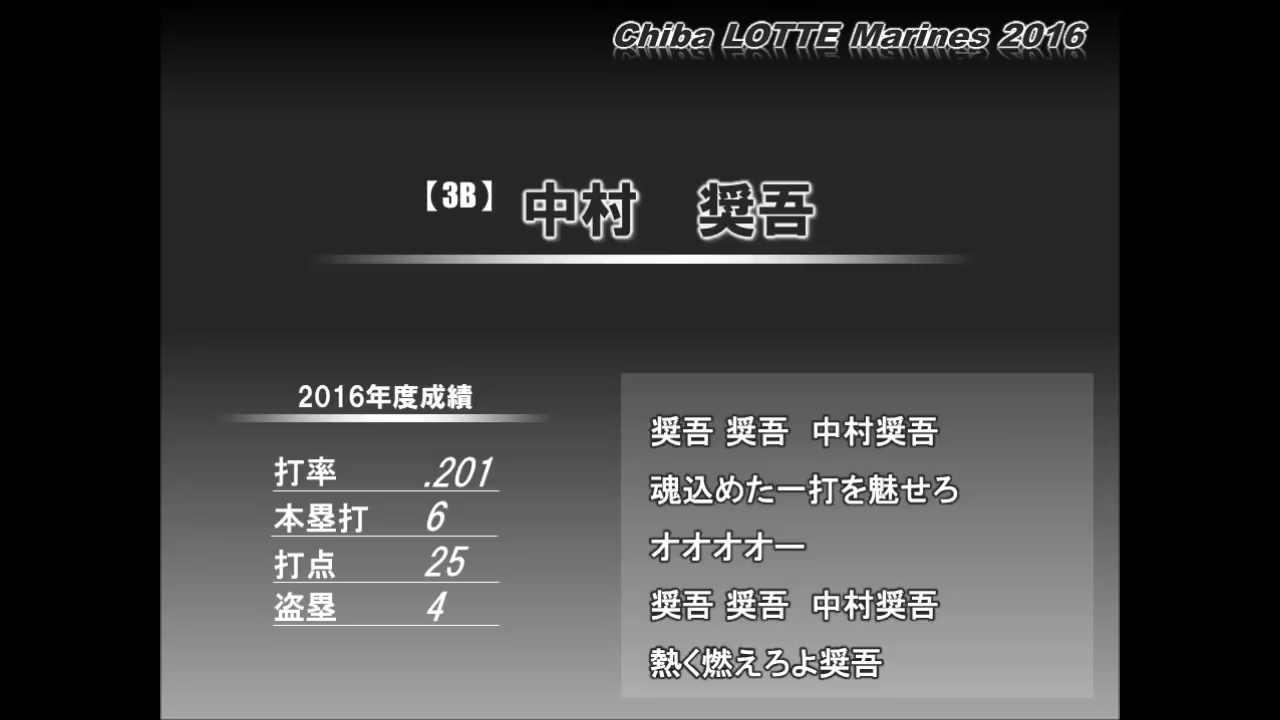 Chiba LOTTE Marines 2016
【3B】 中村 奨吾
2016年度成績
打率 .201
本塁打 6
打点 25
盗塁 4
奨吾 奨吾 中村奨吾
魂込めた一打を魅せろ
オオオオー
奨吾 奨吾 中村奨吾
熱く燃えろよ奨吾